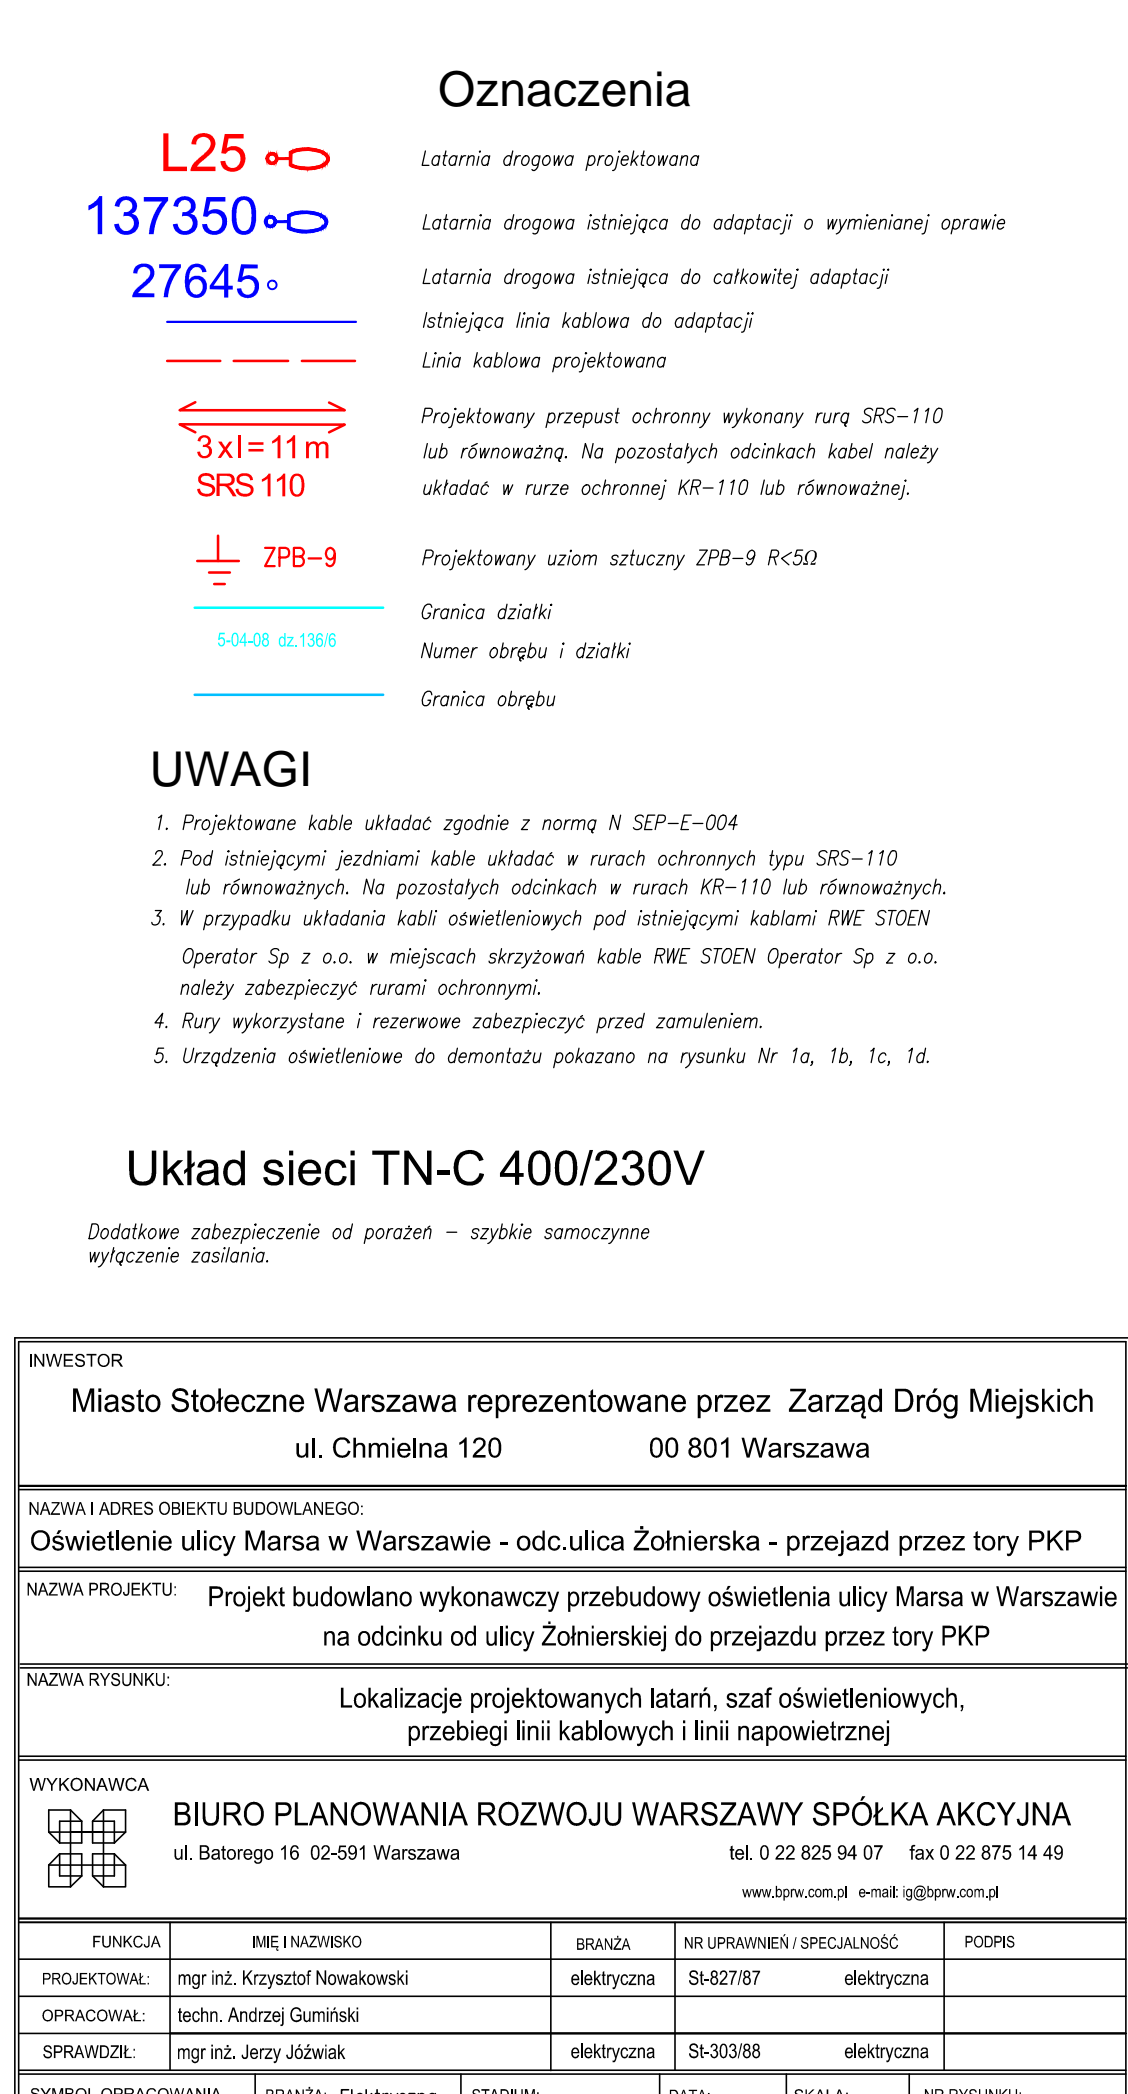 Oznaczenia
L25 Latarnia drogowa projektowana
137350 Latarnia drogowa istniejąca do adaptacji o wymienianej oprawie
27645 Latarnia drogowa istniejąca do całkowitej adaptacji
Istniejąca linia kablowa do adaptacji
Linia kablowa projektowana
Projektowany przepust ochronny wykonany rurą SRS-110
3 x l = 11 m lub równoważną. Na pozostałych odcinkach kabel należy
SRS 110 układać w rurze ochronnej KR-110 lub równoważnej.
ZPB-9 Projektowany uziom sztuczny ZPB-9 R<5Ω
Granica działki
5-04-08 dz.136/6 Numer obrębu i działki
Granica obrębu
UWAGI
1. Projektowane kable układać zgodnie z normą N SEP-E-004
2. Pod istniejącymi jezdniami kable układać w rurach ochronnych typu SRS-110
lub równoważnych. Na pozostałych odcinkach w rurach KR-110 lub równoważnych.
3. W przypadku układania kabli oświetleniowych pod istniejącymi kablami RWE STOEN
Operator Sp z o.o. w miejscach skrzyżowań kable RWE STOEN Operator Sp z o.o.
należy zabezpieczyć rurami ochronnymi.
4. Rury wykorzystane i rezerwowe zabezpieczyć przed zamuleniem.
5. Urządzenia oświetleniowe do demontażu pokazano na rysunku Nr 1a, 1b, 1c, 1d.
Układ sieci TN-C 400/230V
Dodatkowe zabezpieczenie od porażeń – szybkie samoczynne
wyłączenie zasilania.
INWESTOR
Miasto Stołeczne Warszawa reprezentowane przez Zarząd Dróg Miejskich
ul. Chmielna 120 00 801 Warszawa
NAZWA I ADRES OBIEKTU BUDOWLANEGO:
Oświetlenie ulicy Marsa w Warszawie - odc.ulica Żołnierska - przejazd przez tory PKP
NAZWA PROJEKTU: Projekt budowlano wykonawczy przebudowy oświetlenia ulicy Marsa w Warszawie
na odcinku od ulicy Żołnierskiej do przejazdu przez tory PKP
NAZWA RYSUNKU:
Lokalizacje projektowanych latarń, szaf oświetleniowych,
przebiegi linii kablowych i linii napowietrznej
WYKONAWCA
BIURO PLANOWANIA ROZWOJU WARSZAWY SPÓŁKA AKCYJNA
ul. Batorego 16 02-591 Warszawa tel. 0 22 825 94 07 fax 0 22 875 14 49
www.bprw.com.pl e-mail: ig@bprw.com.pl
FUNKCJA IMIĘ I NAZWISKO BRANŻA NR UPRAWNIEŃ / SPECJALNOŚĆ PODPIS
PROJEKTOWAŁ: mgr inż. Krzysztof Nowakowski elektryczna St-827/87 elektryczna
OPRACOWAŁ: techn. Andrzej Gumiński
SPRAWDZIŁ: mgr inż. Jerzy Jóźwiak elektryczna St-303/88 elektryczna
SYMBOL OPRACOWANIA BRANŻA: Elektryczna STADIUM: DATA: SKALA: NR RYSUNKU: